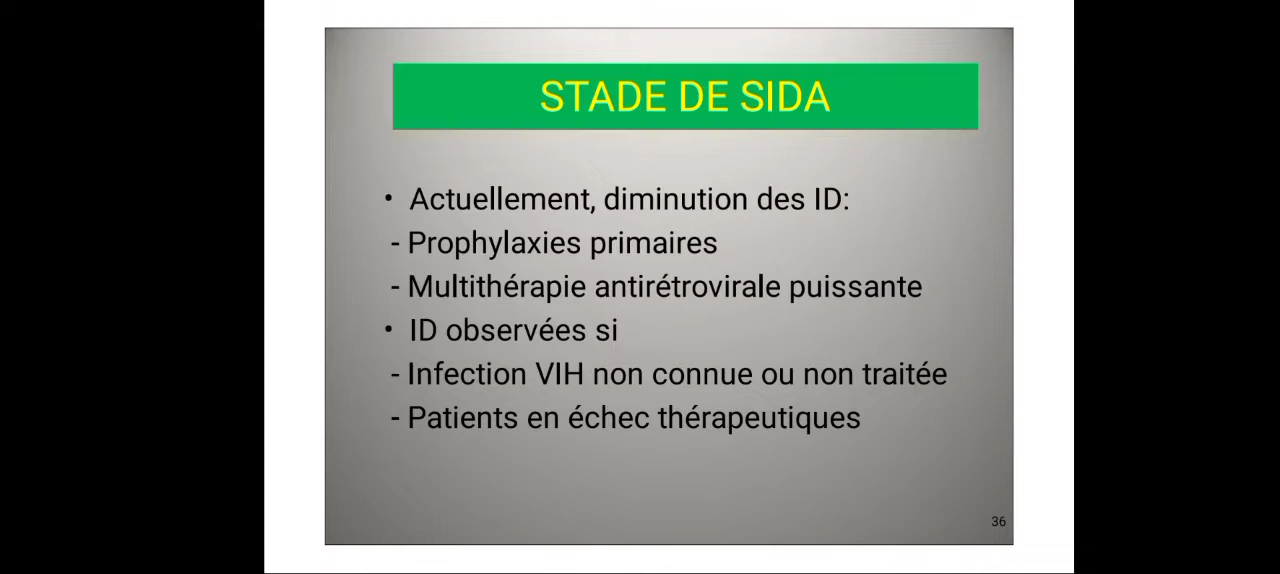 STADE DE SIDA
• Actuellement, diminution des ID:
- Prophylaxies primaires
- Multithérapie antirétrovirale puissante
• ID observées si
- Infection VIH non connue ou non traitée
- Patients en échec thérapeutiques
36